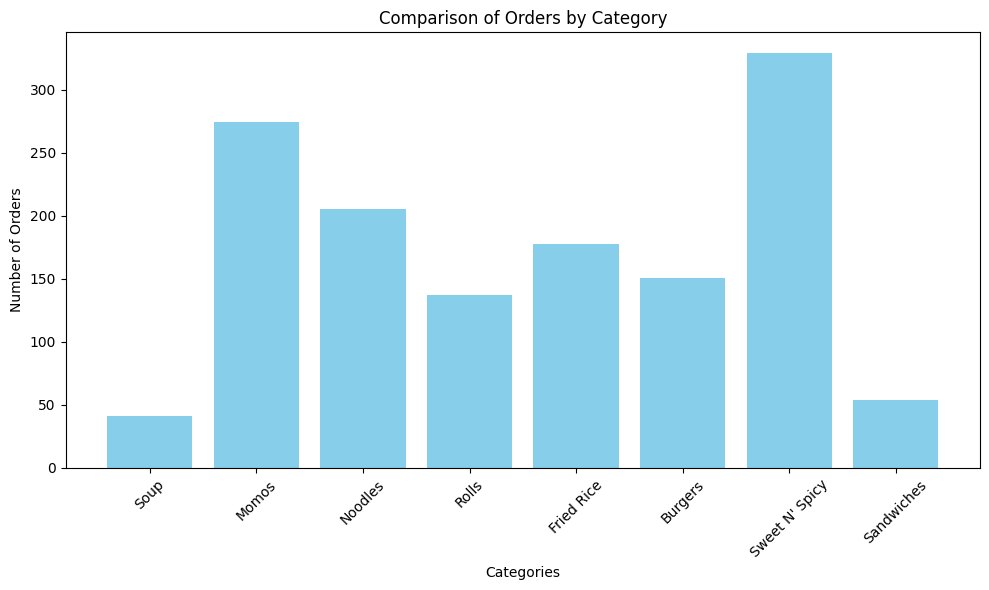 Comparison of Orders by Category
Number of Orders
300
250
200
150
100
50
0
Soup
Momos
Noodles
Rolls
Fried Rice
Burgers
Sweet N' Spicy
Sandwiches
Categories